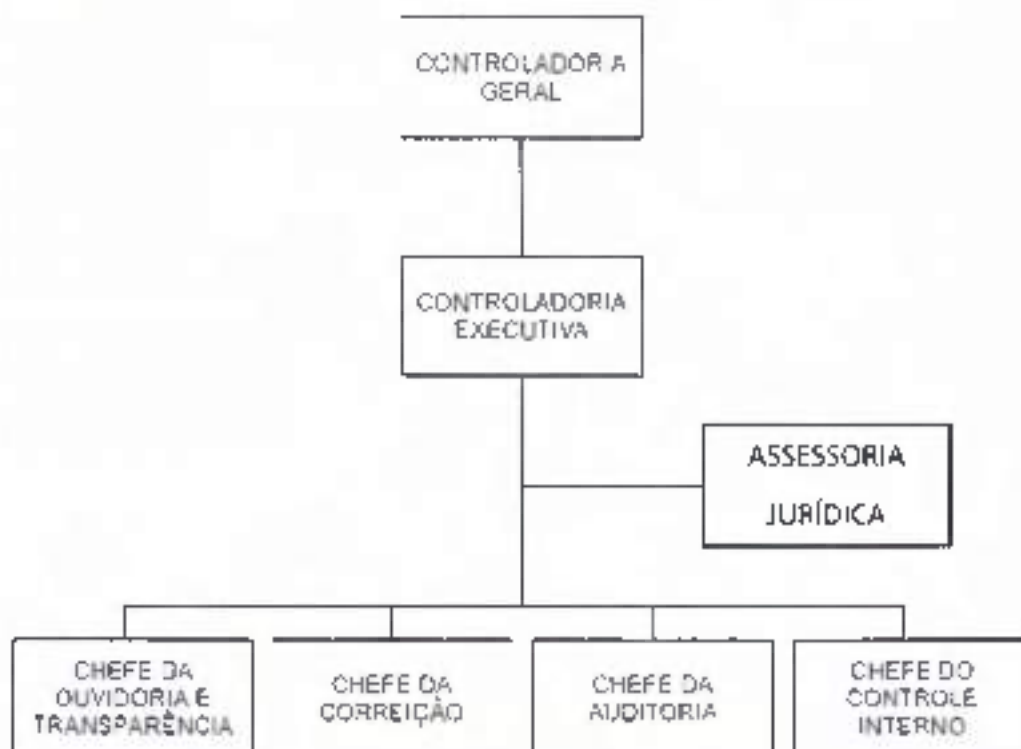 CONTROLADORIA
GERAL
CONTROLADORIA
EXECUTIVA
ASSESSORIA
JURÍDICA
CHEFE DA
OUVIDORIA E
TRANSPARÊNCIA
CHEFE DA
CORREIÇÃO
CHEFE DA
AUDITORIA
CHEFE DO
CONTROLE
INTERNO